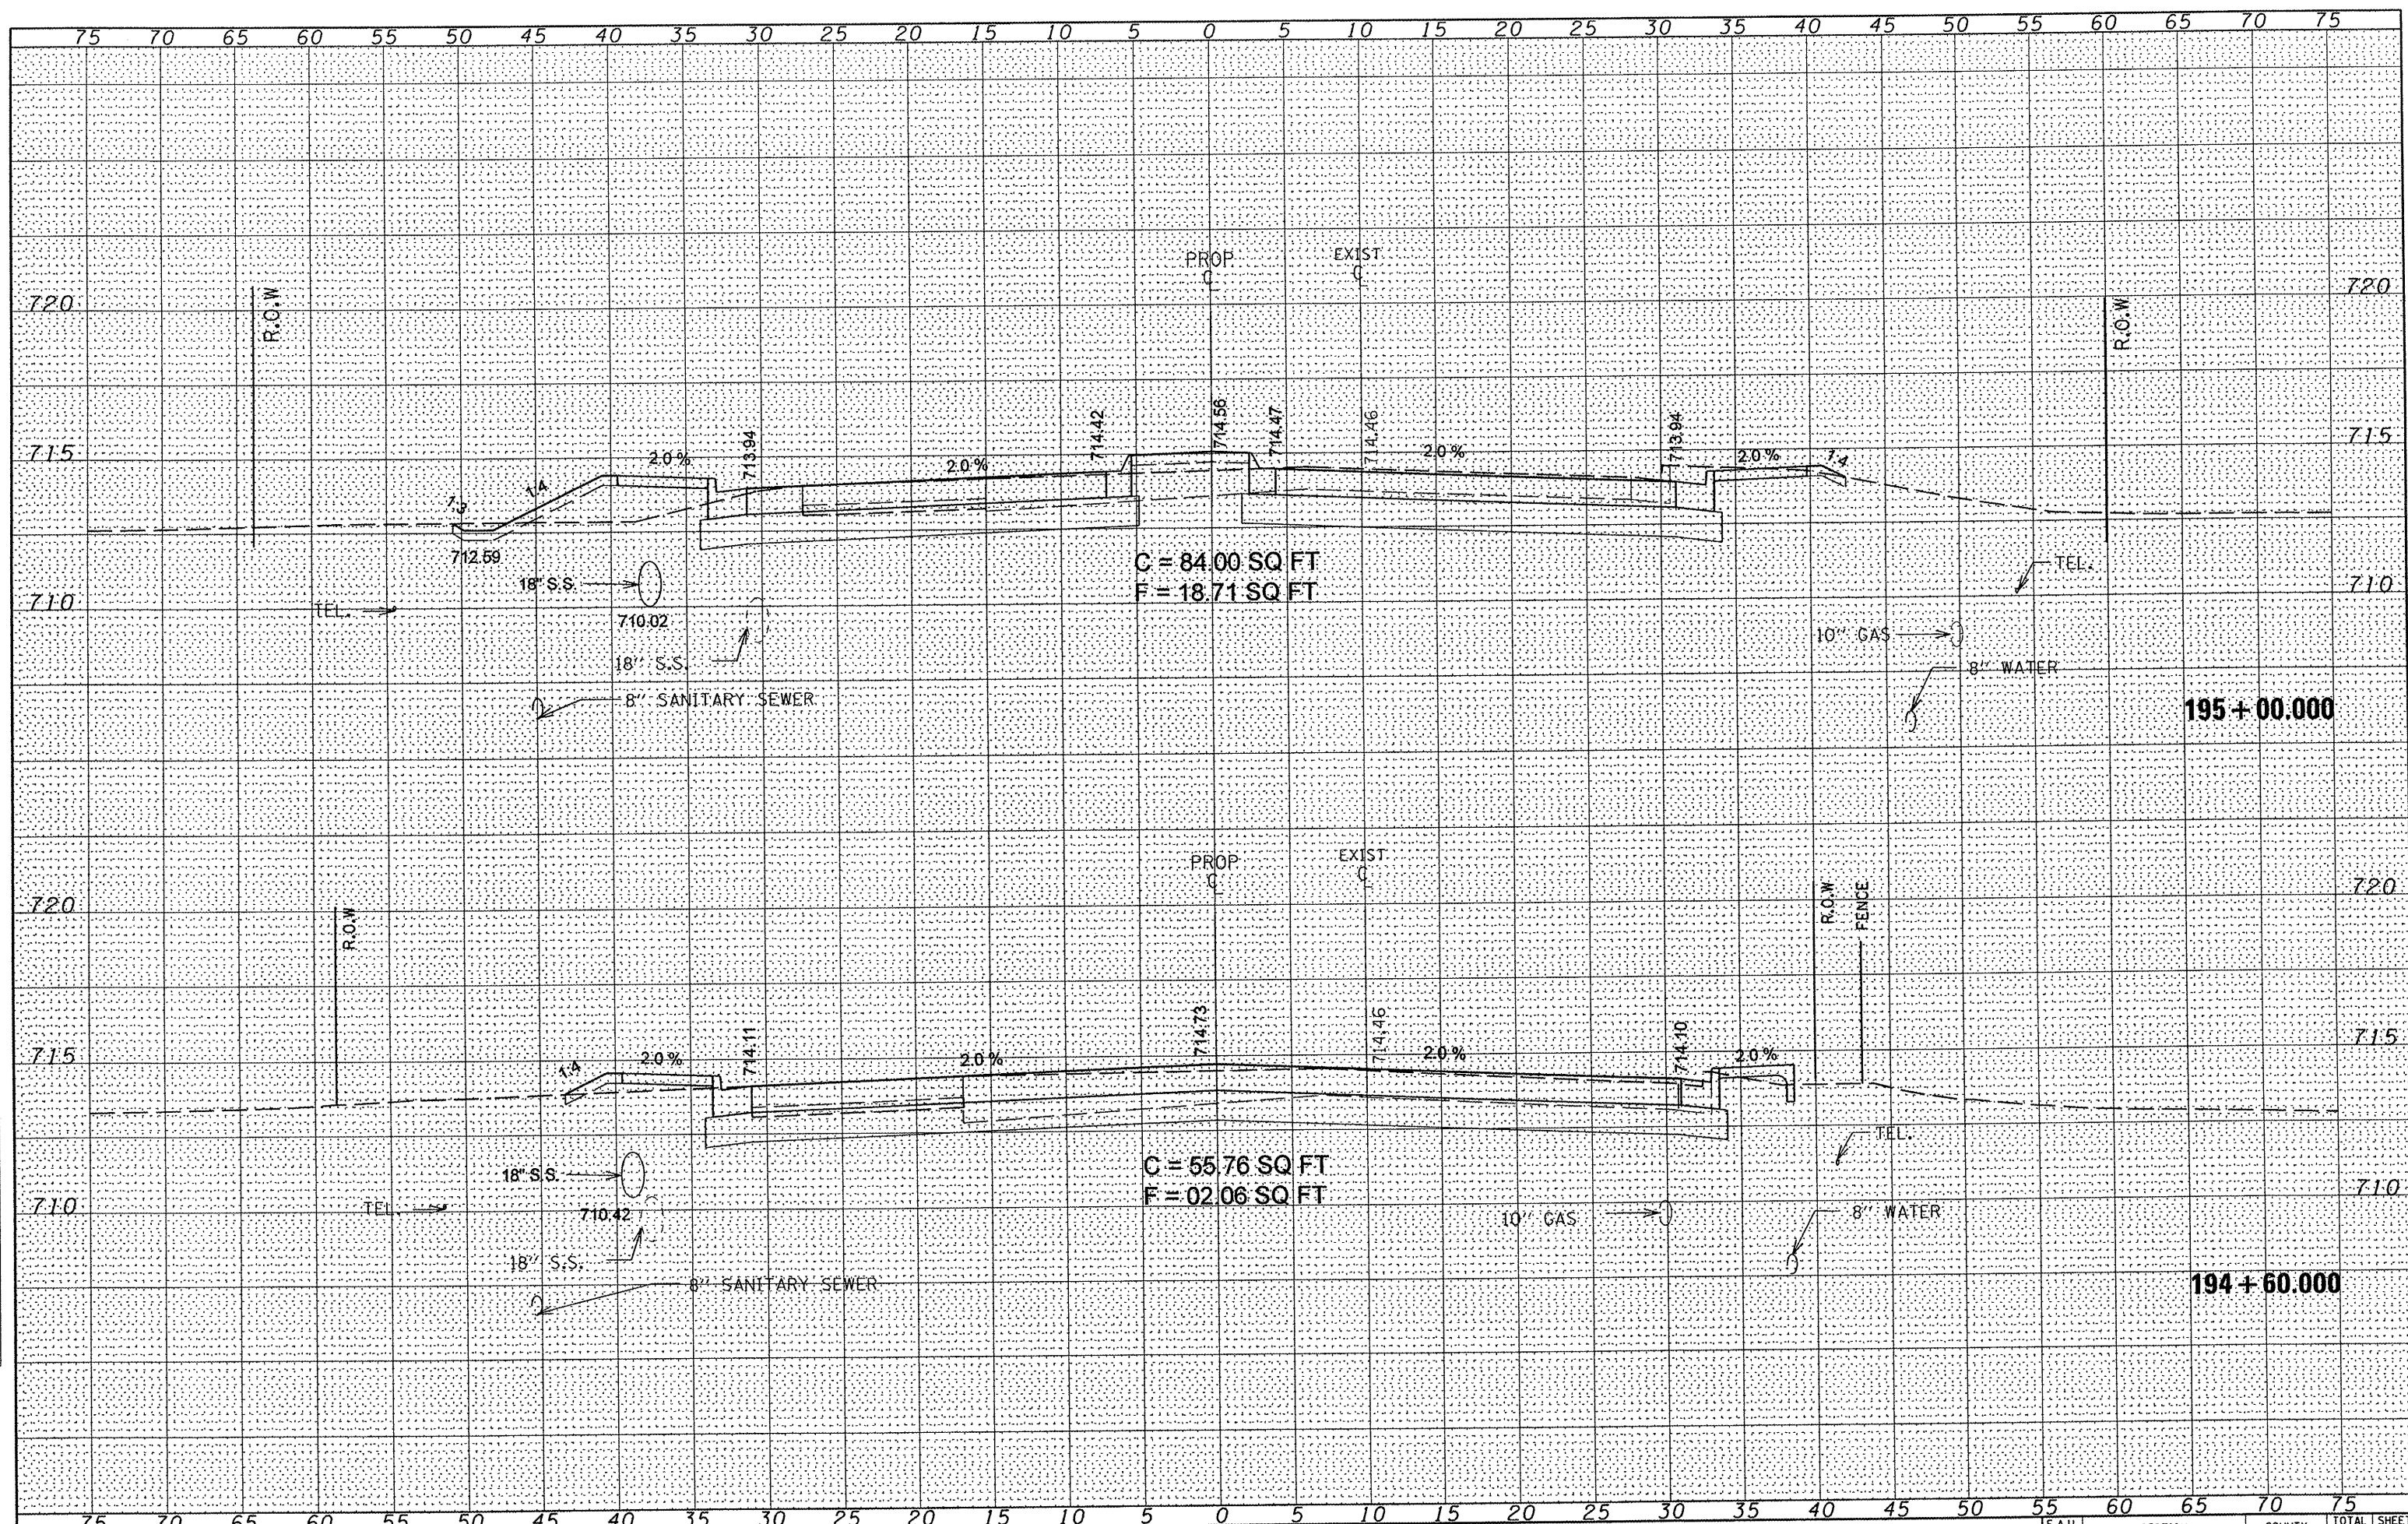 75 70 65 60 55 50 45 40 35 30 25 20 15 10 5 0 5 10 15 20 25 30 35 40 45 50 55 60 65 70 75
PROP
℄
EXIST
℄
720
R.O.W
R.O.W
720
715
1:3
1:4
2.0 %
713.94
2.0 %
714.42
714.56
714.47
714.46
2.0 %
713.94
2.0 %
1:4
715
712.59
18" S.S.
C = 84.00 SQ FT
F = 18.71 SQ FT
TEL.
710
TEL.
710.02
710
18" S.S.
10" GAS
8" WATER
8" SANITARY SEWER
195 + 00.000
PROP
℄
EXIST
℄
720
R.O.W
R.O.W
FENCE
720
715
1:4
2.0 %
714.11
2.0 %
714.73
714.46
2.0 %
714.10
2.0 %
715
18" S.S.
C = 55.76 SQ FT
F = 02.06 SQ FT
TEL.
710
TEL.
710.42
10" GAS
8" WATER
710
18" S.S.
8" SANITARY SEWER
194 + 60.000
75 70 65 60 55 50 45 40 35 30 25 20 15 10 5 0 5 10 15 20 25 30 35 40 45 50 55 60 65 70 75
TOTAL SHEET